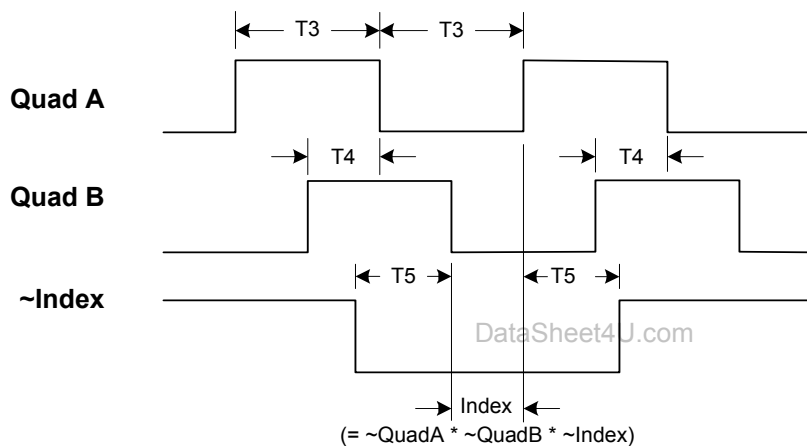 T3 T3
Quad A
T4 T4
Quad B
T5 T5
~Index
DataSheet4U.com
Index
(= ~QuadA * ~QuadB * ~Index)